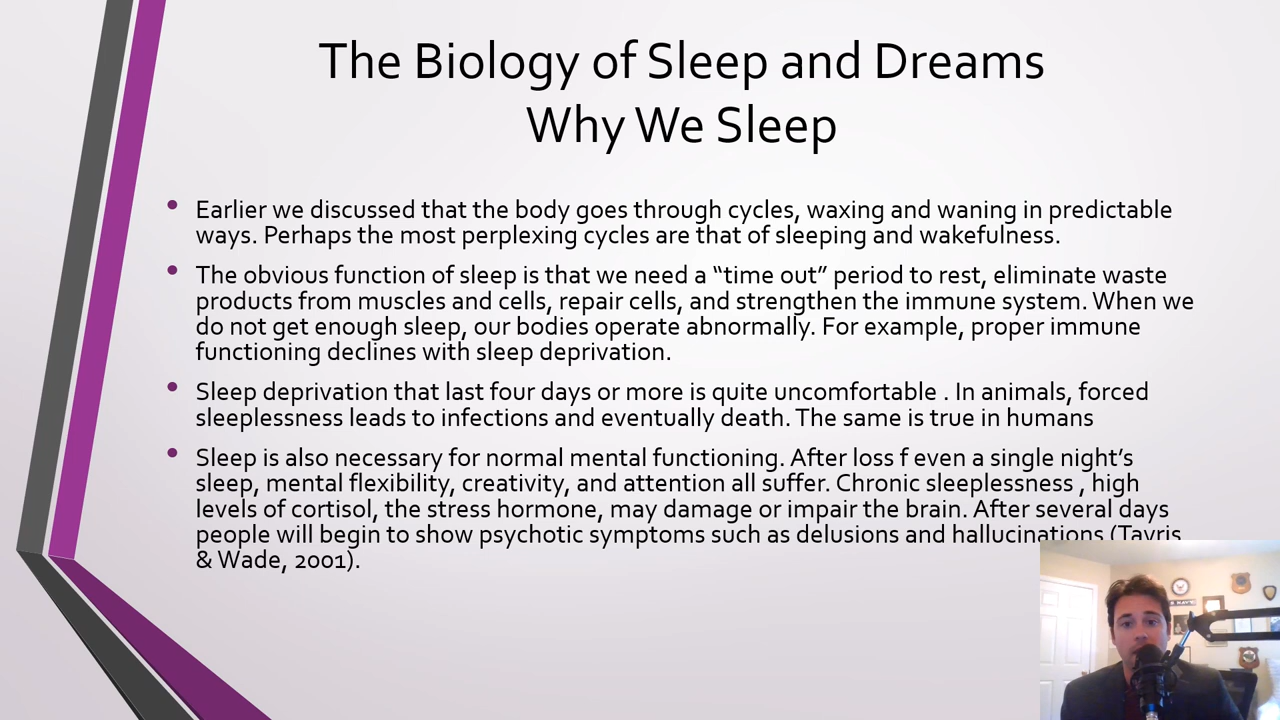 The Biology of Sleep and Dreams
Why We Sleep
• Earlier we discussed that the body goes through cycles, waxing and waning in predictable
ways. Perhaps the most perplexing cycles are that of sleeping and wakefulness.
• The obvious function of sleep is that we need a “time out” period to rest, eliminate waste
products from muscles and cells, repair cells, and strengthen the immune system. When we
do not get enough sleep, our bodies operate abnormally. For example, proper immune
functioning declines with sleep deprivation.
• Sleep deprivation that last four days or more is quite uncomfortable . In animals, forced
sleeplessness leads to infections and eventually death. The same is true in humans
• Sleep is also necessary for normal mental functioning. After loss f even a single night’s
sleep, mental flexibility, creativity, and attention all suffer. Chronic sleeplessness , high
levels of cortisol, the stress hormone, may damage or impair the brain. After several days
people will begin to show psychotic symptoms such as delusions and hallucinations (Tavris
& Wade, 2001).